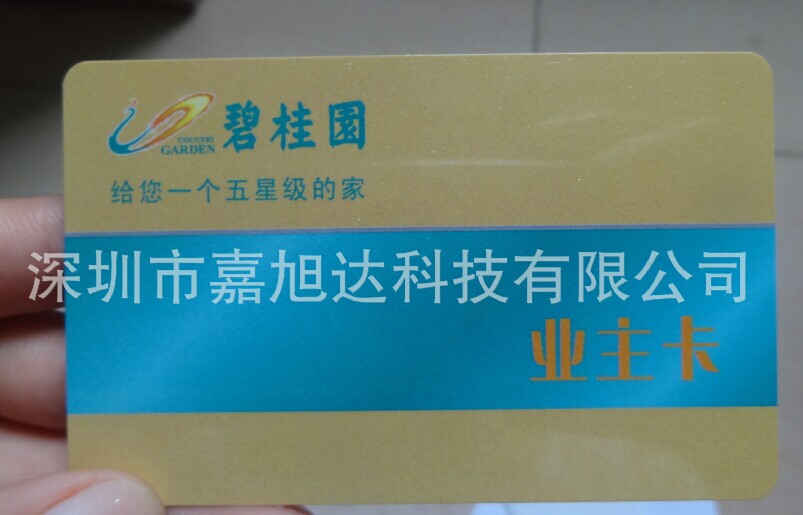 COUNTRY
GARDEN
碧桂園
给您一个五星级的家
深圳市嘉旭达科技有限公司
业主卡